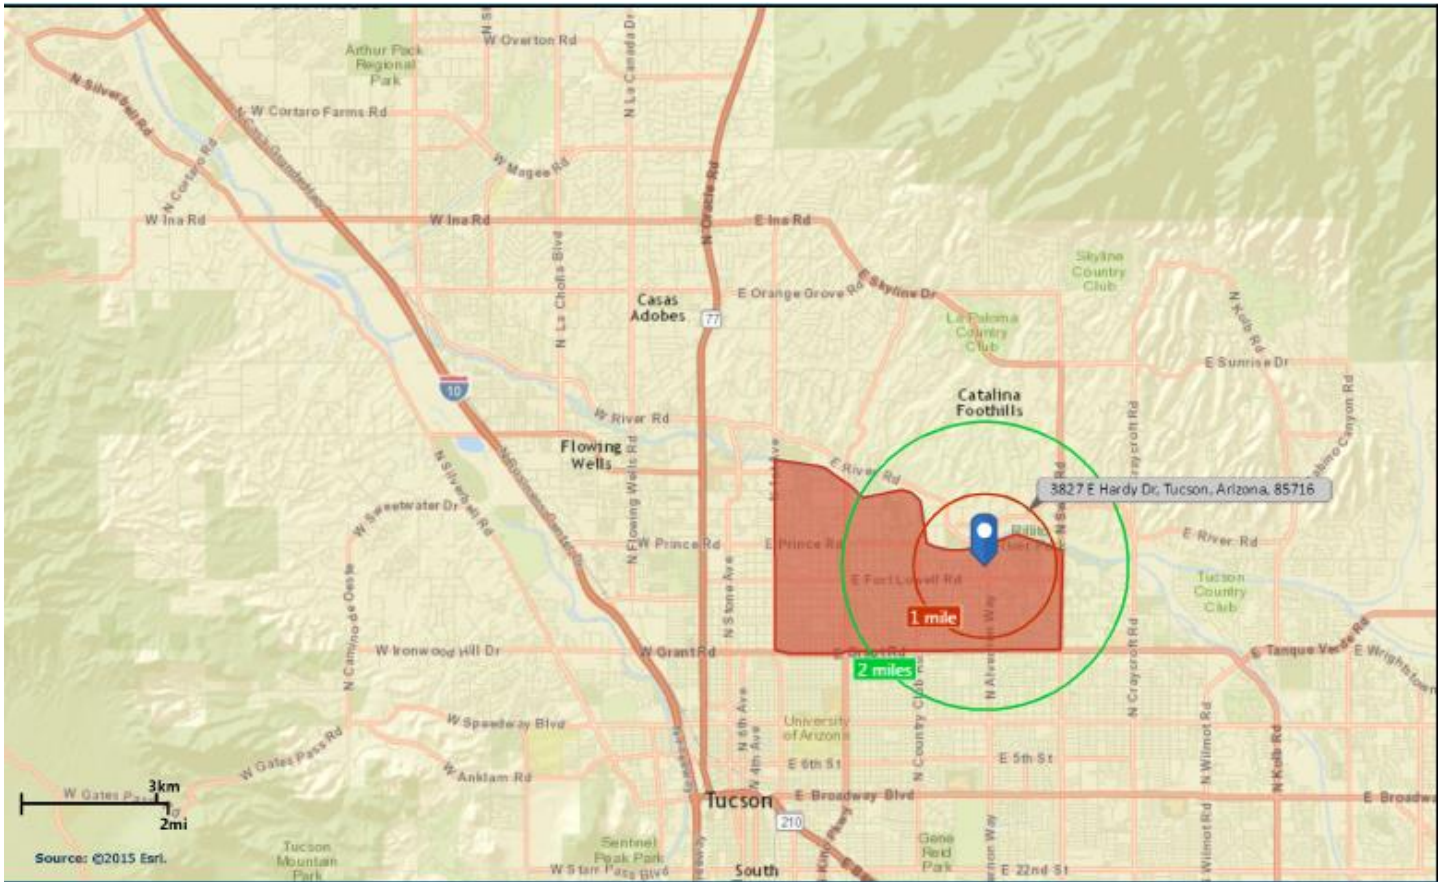 Arthur Pack
Regional
Park
W Overton Rd
N La Canada Dr
N Silverbell Rd
W Cortaro Farms Rd
N Cortaro Rd
W Magee Rd
N Oracle Rd
W Ina Rd
W Ina Rd
E Ina Rd
N La Cholla Blvd
Casas
Adobes
77
E Orange Grove Rd
E Skyline Dr
Skyline
Country
Club
La Paloma
Country
Club
N Kolb Rd
E Sunrise Dr
10
Catalina
Foothills
W River Rd
Flowing
Wells
N Flowing Wells Rd
N Silverbell Rd
E River Rd
3827 E Hardy Dr, Tucson, Arizona, 85716
W Sweetwater Dr
W Prince Rd
E Prince Rd
E River Rd
N Stone Ave
E Fort Lowell Rd
Tucson
Country
Club
N Camino de Oeste
1 mile
N Craycroft Rd
W Ironwood Hill Dr
W Grant Rd
E Tanque Verde Rd
2 miles
N Country Club Rd
W Speedway Blvd
N 6th Ave
N 4th Ave
University
of Arizona
N Wilmot Rd
N Kolb Rd
W Gates Pass Rd
W Anklam Rd
E 6th St
E 5th St
3km
2mi
Tucson
E Broadway Blvd
210
Source: ©2015 Esri.
Tucson
Mountain
Park
Sentinel
Peak Park
W Starr Pass Blvd
South
Gene
Reid
Park
E 22nd St